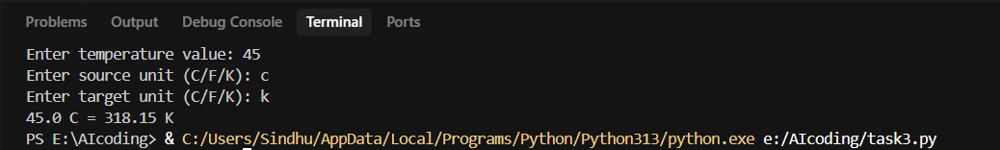 Problems Output Debug Console Terminal Ports
Enter temperature value: 45
Enter source unit (C/F/K): c
Enter target unit (C/F/K): k
45.0 C = 318.15 K
PS E:\AIcoding> & C:/Users/Sindhu/AppData/Local/Programs/Python/Python313/python.exe e:/AIcoding/task3.py